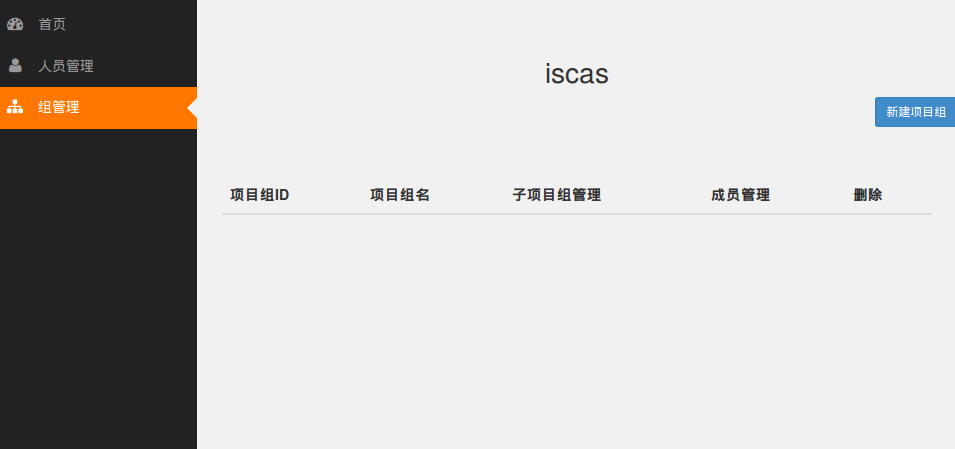 首页
人员管理
组管理
iscas
新建项目组
项目组ID 项目组名 子项目组管理 成员管理 删除